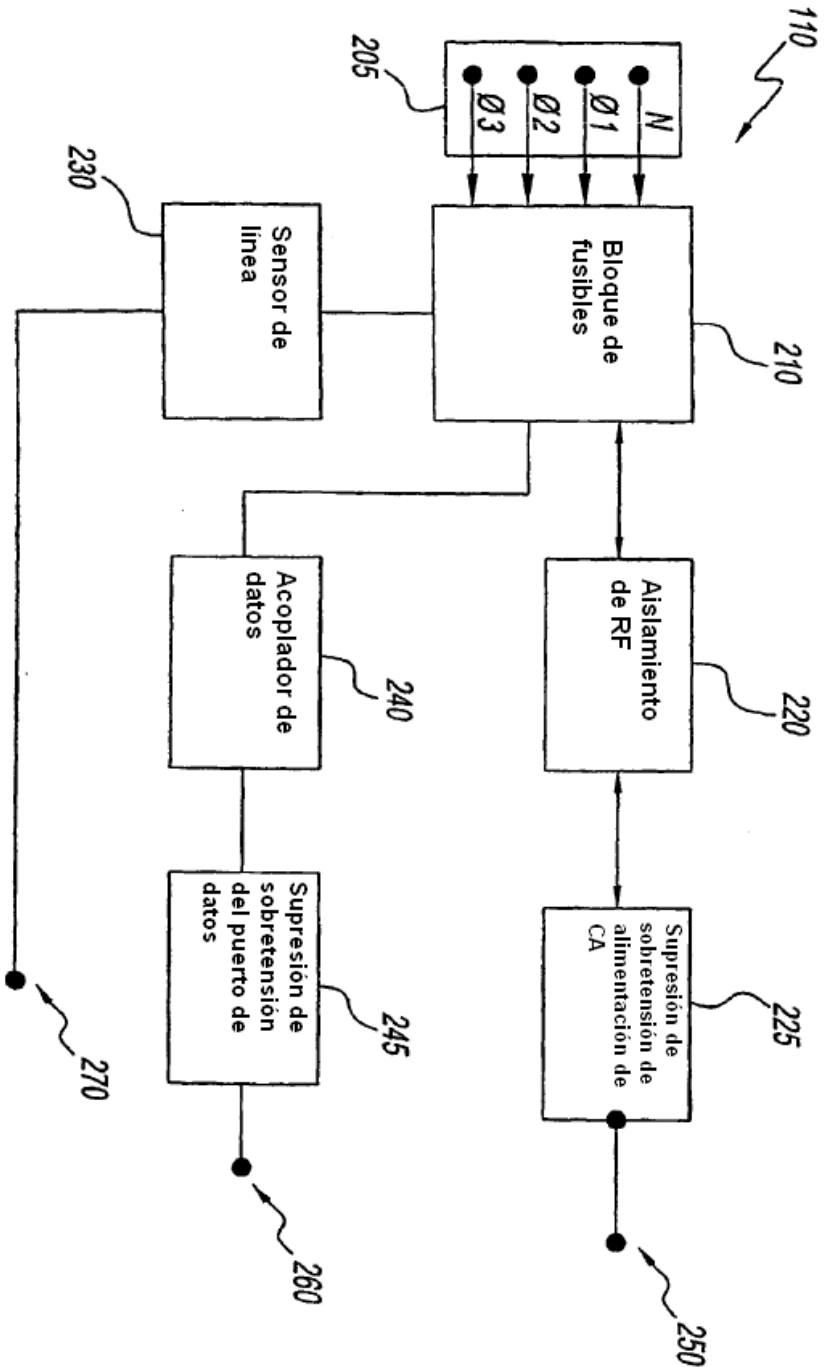 110
205
N
Ø1
Ø2
Ø3
Bloque de
fusibles
210
Aislamiento
de RF
220
Supresión de
sobretensión de
alimentación de
CA
225
250
Sensor de
línea
230
Acoplador de
datos
240
Supresión de
sobretensión
del puerto de
datos
245
260
270